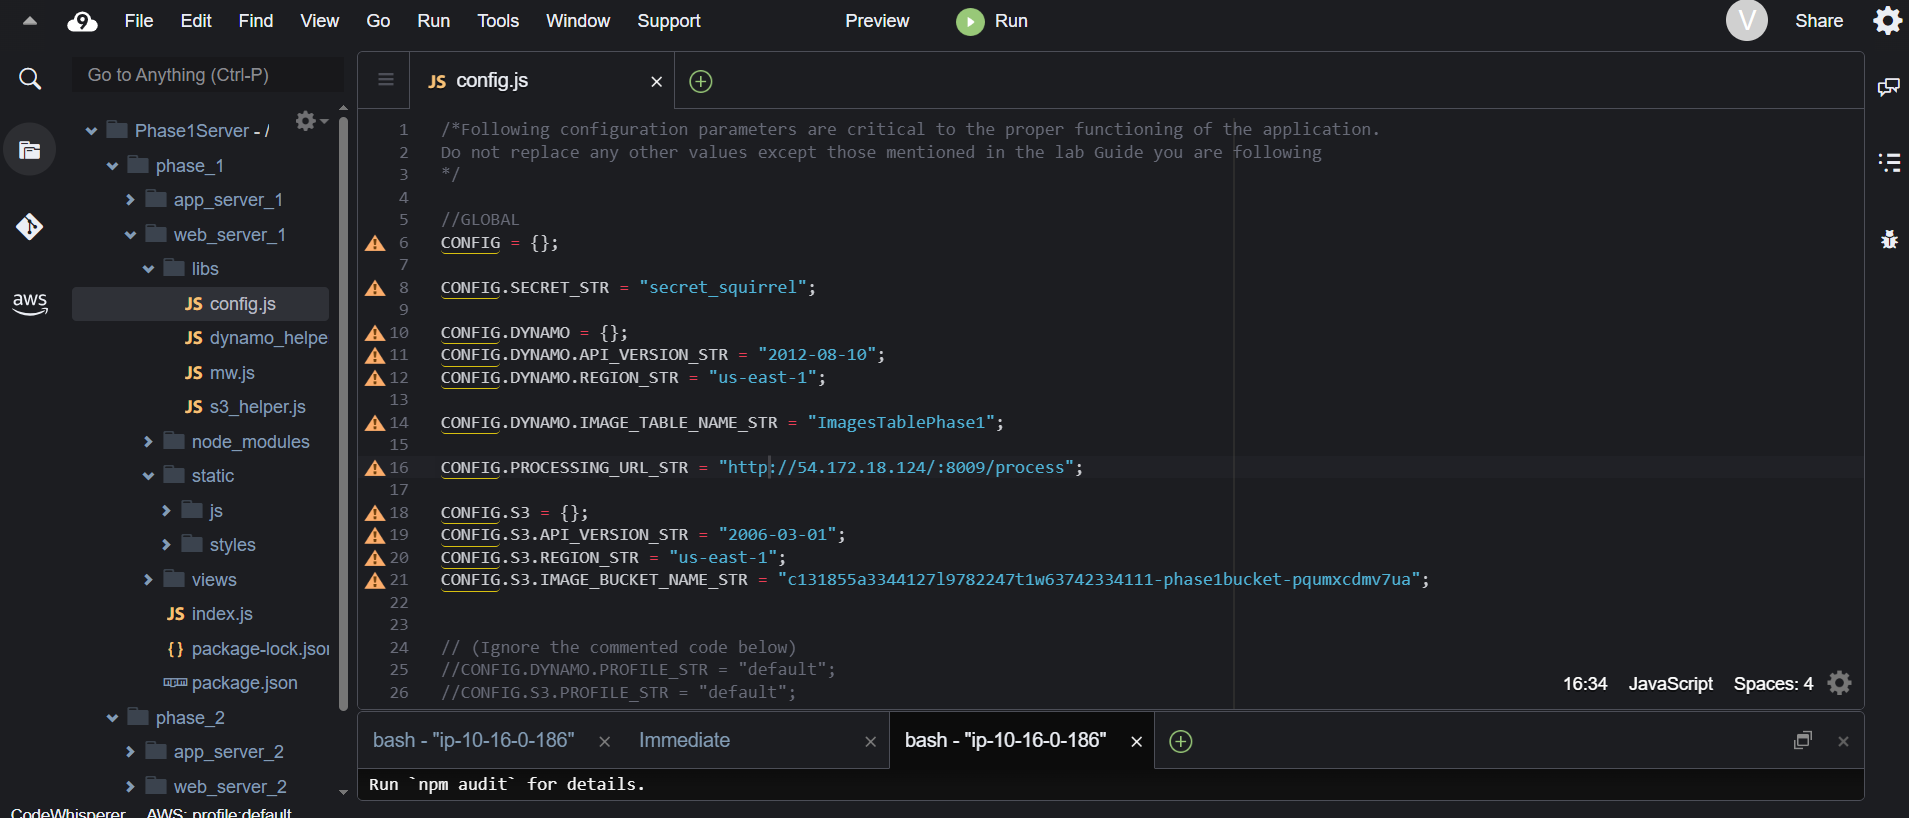 File Edit Find View Go Run Tools Window Support Preview Run V Share
Go to Anything (Ctrl-P)
JS config.js
Phase1Server - /
phase_1
app_server_1
web_server_1
libs
JS config.js
JS dynamo_helpe
JS mw.js
JS s3_helper.js
node_modules
static
js
styles
views
JS index.js
{} package-lock.json
npm package.json
phase_2
app_server_2
web_server_2
aws
1 /*Following configuration parameters are critical to the proper functioning of the application.
2 Do not replace any other values except those mentioned in the lab Guide you are following
3 */
4
5 //GLOBAL
6 CONFIG = {};
7
8 CONFIG.SECRET_STR = "secret_squirrel";
9
10 CONFIG.DYNAMO = {};
11 CONFIG.DYNAMO.API_VERSION_STR = "2012-08-10";
12 CONFIG.DYNAMO.REGION_STR = "us-east-1";
13
14 CONFIG.DYNAMO.IMAGE_TABLE_NAME_STR = "ImagesTablePhase1";
15
16 CONFIG.PROCESSING_URL_STR = "http://54.172.18.124/:8009/process";
17
18 CONFIG.S3 = {};
19 CONFIG.S3.API_VERSION_STR = "2006-03-01";
20 CONFIG.S3.REGION_STR = "us-east-1";
21 CONFIG.S3.IMAGE_BUCKET_NAME_STR = "c131855a3344127l9782247t1w63742334111-phase1bucket-pqumxcdmv7ua";
22
23
24 // (Ignore the commented code below)
25 //CONFIG.DYNAMO.PROFILE_STR = "default";
26 //CONFIG.S3.PROFILE_STR = "default";
16:34 JavaScript Spaces: 4
bash - "ip-10-16-0-186" Immediate bash - "ip-10-16-0-186"
Run `npm audit` for details.
CodeWhisperer AWS: profile:default